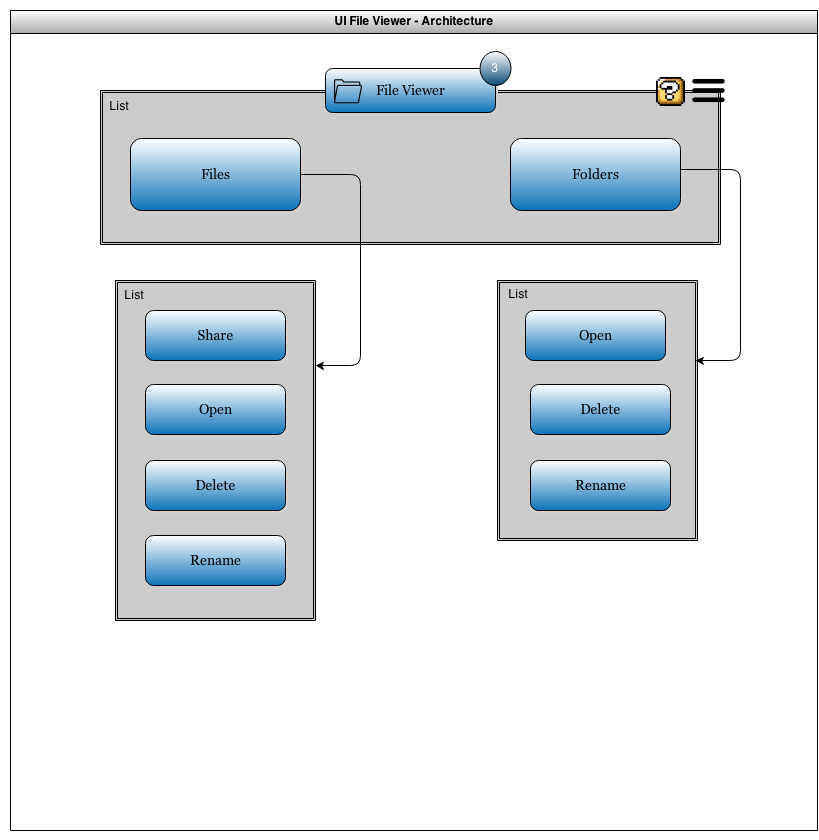 UI File Viewer - Architecture
3
File Viewer
?
List
Files
Folders
List
Share
Open
Delete
Rename
List
Open
Delete
Rename